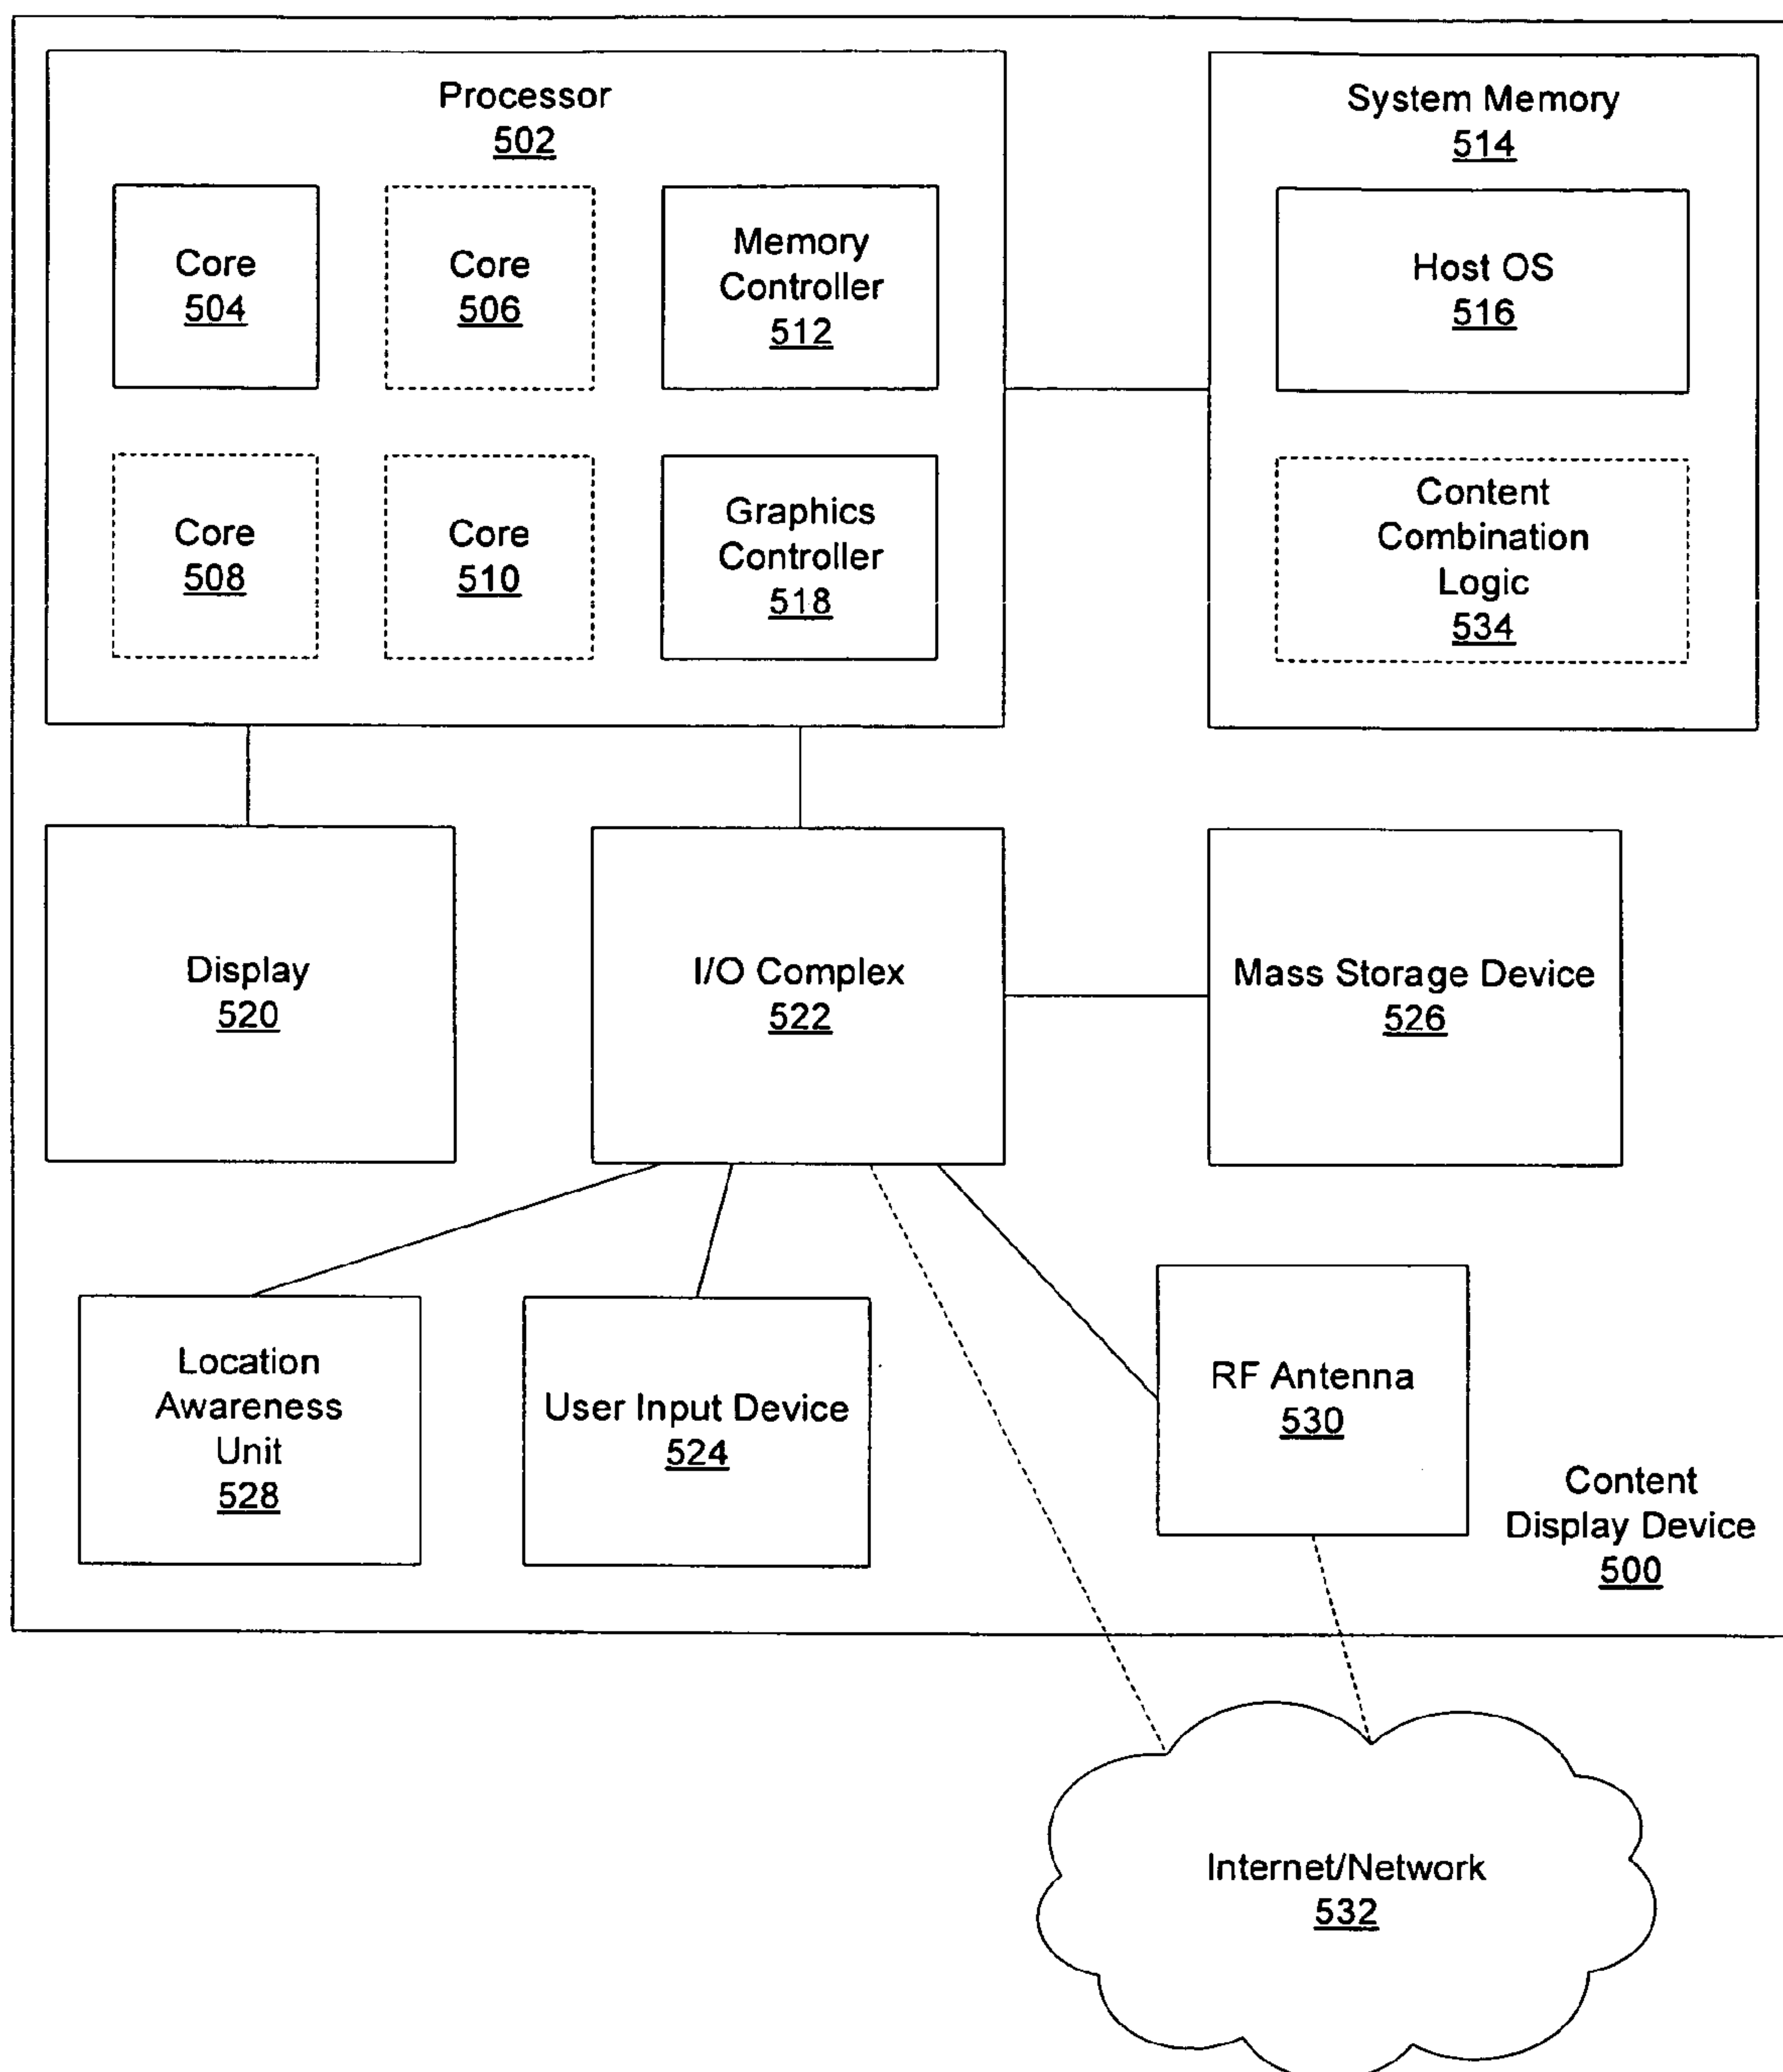 Processor
502
System Memory
514
Core
504
Core
506
Memory
Controller
512
Host OS
516
Core
508
Core
510
Graphics
Controller
518
Content
Combination
Logic
534
Display
520
I/O Complex
522
Mass Storage Device
526
Location
Awareness
Unit
528
User Input Device
524
RF Antenna
530
Content
Display Device
500
Internet/Network
532